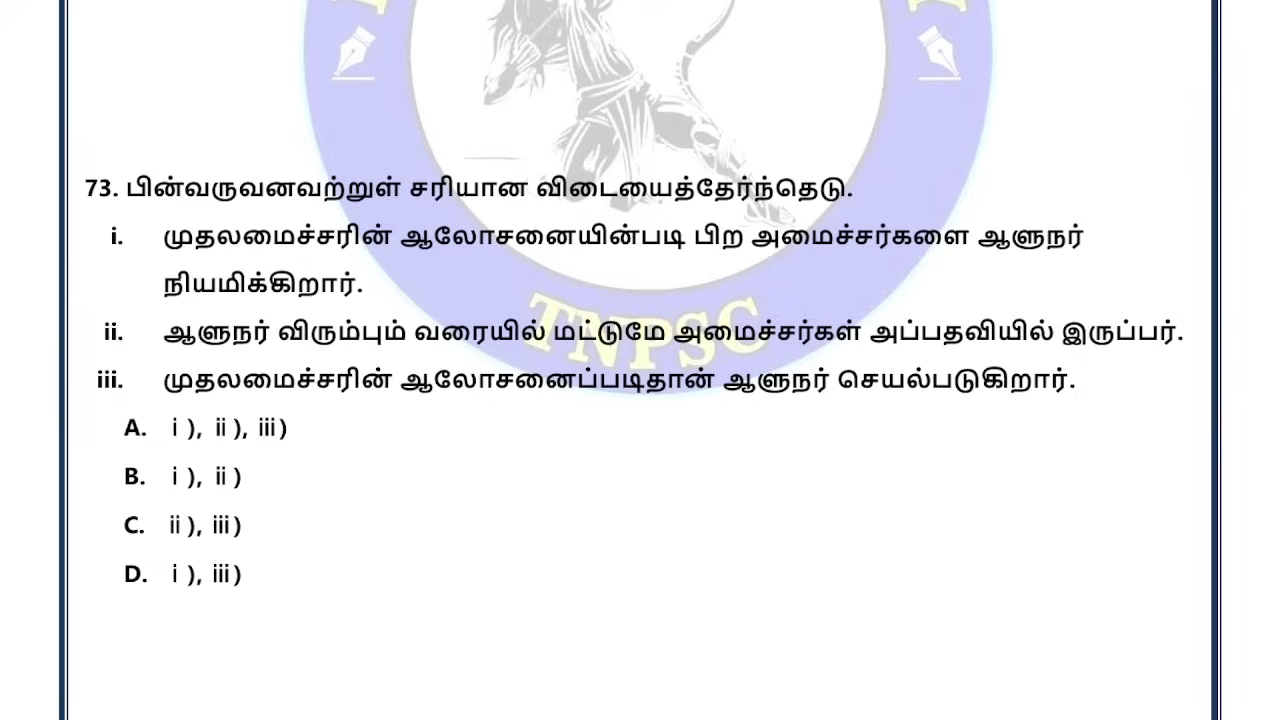 73. பின்வருவனவற்றுள் சரியான விடையைத்தேர்ந்தெடு.
i. முதலமைச்சரின் ஆலோசனையின்படி பிற அமைச்சர்களை ஆளுநர்
நியமிக்கிறார்.
ii. ஆளுநர் விரும்பும் வரையில் மட்டுமே அமைச்சர்கள் அப்பதவியில் இருப்பர்.
TNPSC
iii. முதலமைச்சரின் ஆலோசனைப்படிதான் ஆளுநர் செயல்படுகிறார்.
A. i ), ii ), iii )
B. i ), ii )
C. ii ), iii )
D. i ), iii )